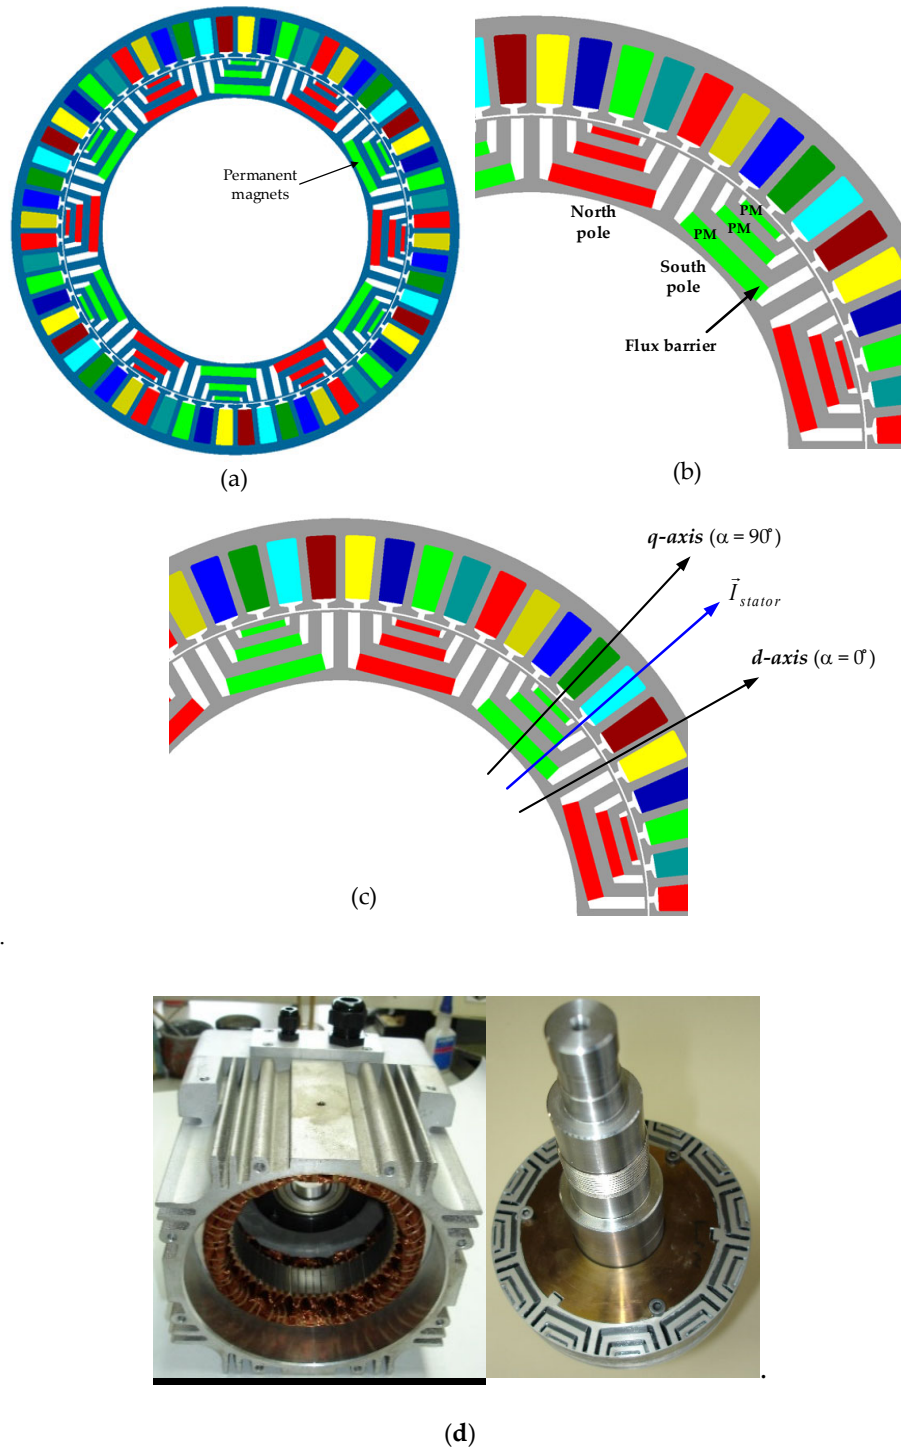 Permanent
magnets
(a)
North
pole
PM
PM
PM
South
pole
Flux barrier
(b)
q-axis (α = 90°)
I⃗ stator
d-axis (α = 0°)
(c)
.
.
(d)